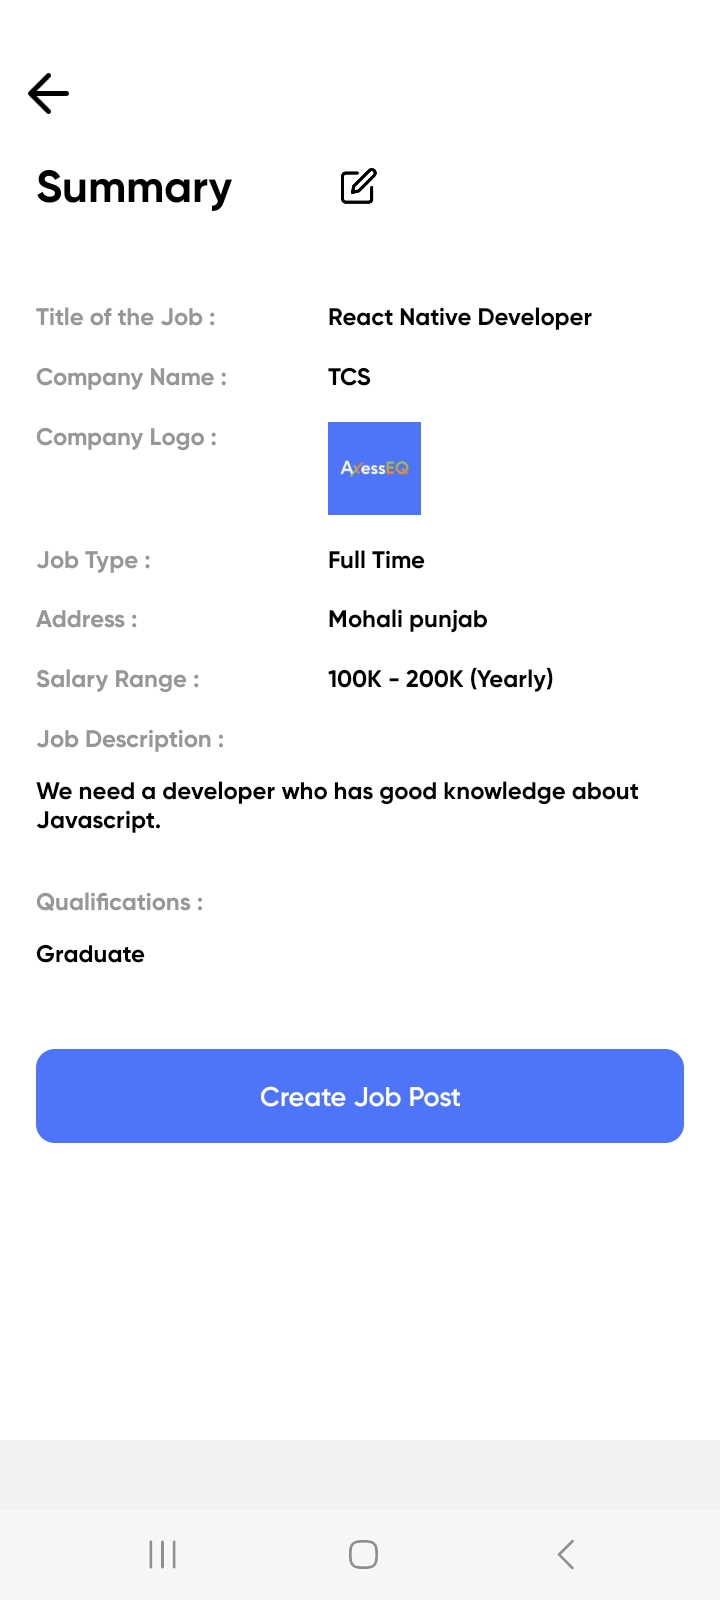 Summary
Title of the Job : React Native Developer
Company Name : TCS
Company Logo : AxessEQ
Job Type : Full Time
Address : Mohali punjab
Salary Range : 100K - 200K (Yearly)
Job Description :
We need a developer who has good knowledge about
Javascript.
Qualifications :
Graduate
Create Job Post